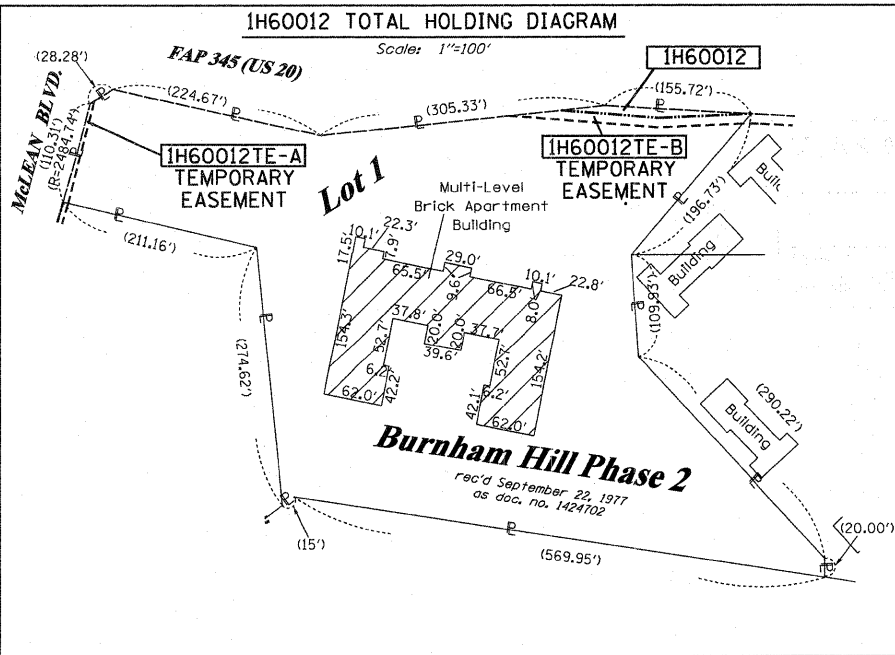 1H60012 TOTAL HOLDING DIAGRAM
Scale: 1"=100'
FAP 345 (US 20)
1H60012
(28.28')
(224.67')
(305.33')
(155.72')
McLEAN BLVD.
(110.31')
(R=2484.74')
1H60012TE-A
TEMPORARY
EASEMENT
1H60012TE-B
TEMPORARY
EASEMENT
Lot 1
Multi-Level
Brick Apartment
Building
Building
(196.73')
Building
(109.93')
(211.16')
(274.62')
17.5'
10.1'
22.3'
7.9'
65.5'
29.0'
9.6'
66.5'
10.1'
22.8'
8.0'
154.3'
37.8'
20.0'
39.6'
20.0'
37.7'
52.7'
52.7'
154.2'
6.2'
42.2'
62.0'
42.1'
6.2'
62.0'
(290.22')
Building
Burnham Hill Phase 2
rec'd September 22, 1977
as doc. no. 1424702
(15')
(569.95')
(20.00')